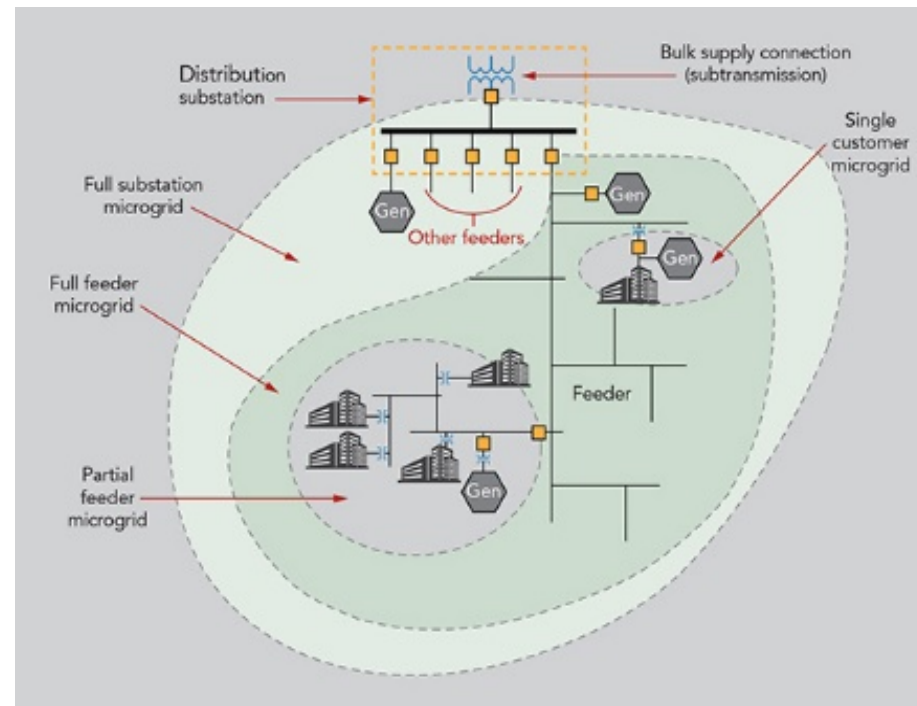 Bulk supply connection
(subtransmission)
Distribution
substation
Single
customer
microgrid
Full substation
microgrid
Gen
Other feeders
Gen
Gen
Full feeder
microgrid
Feeder
Partial
feeder
microgrid
Gen